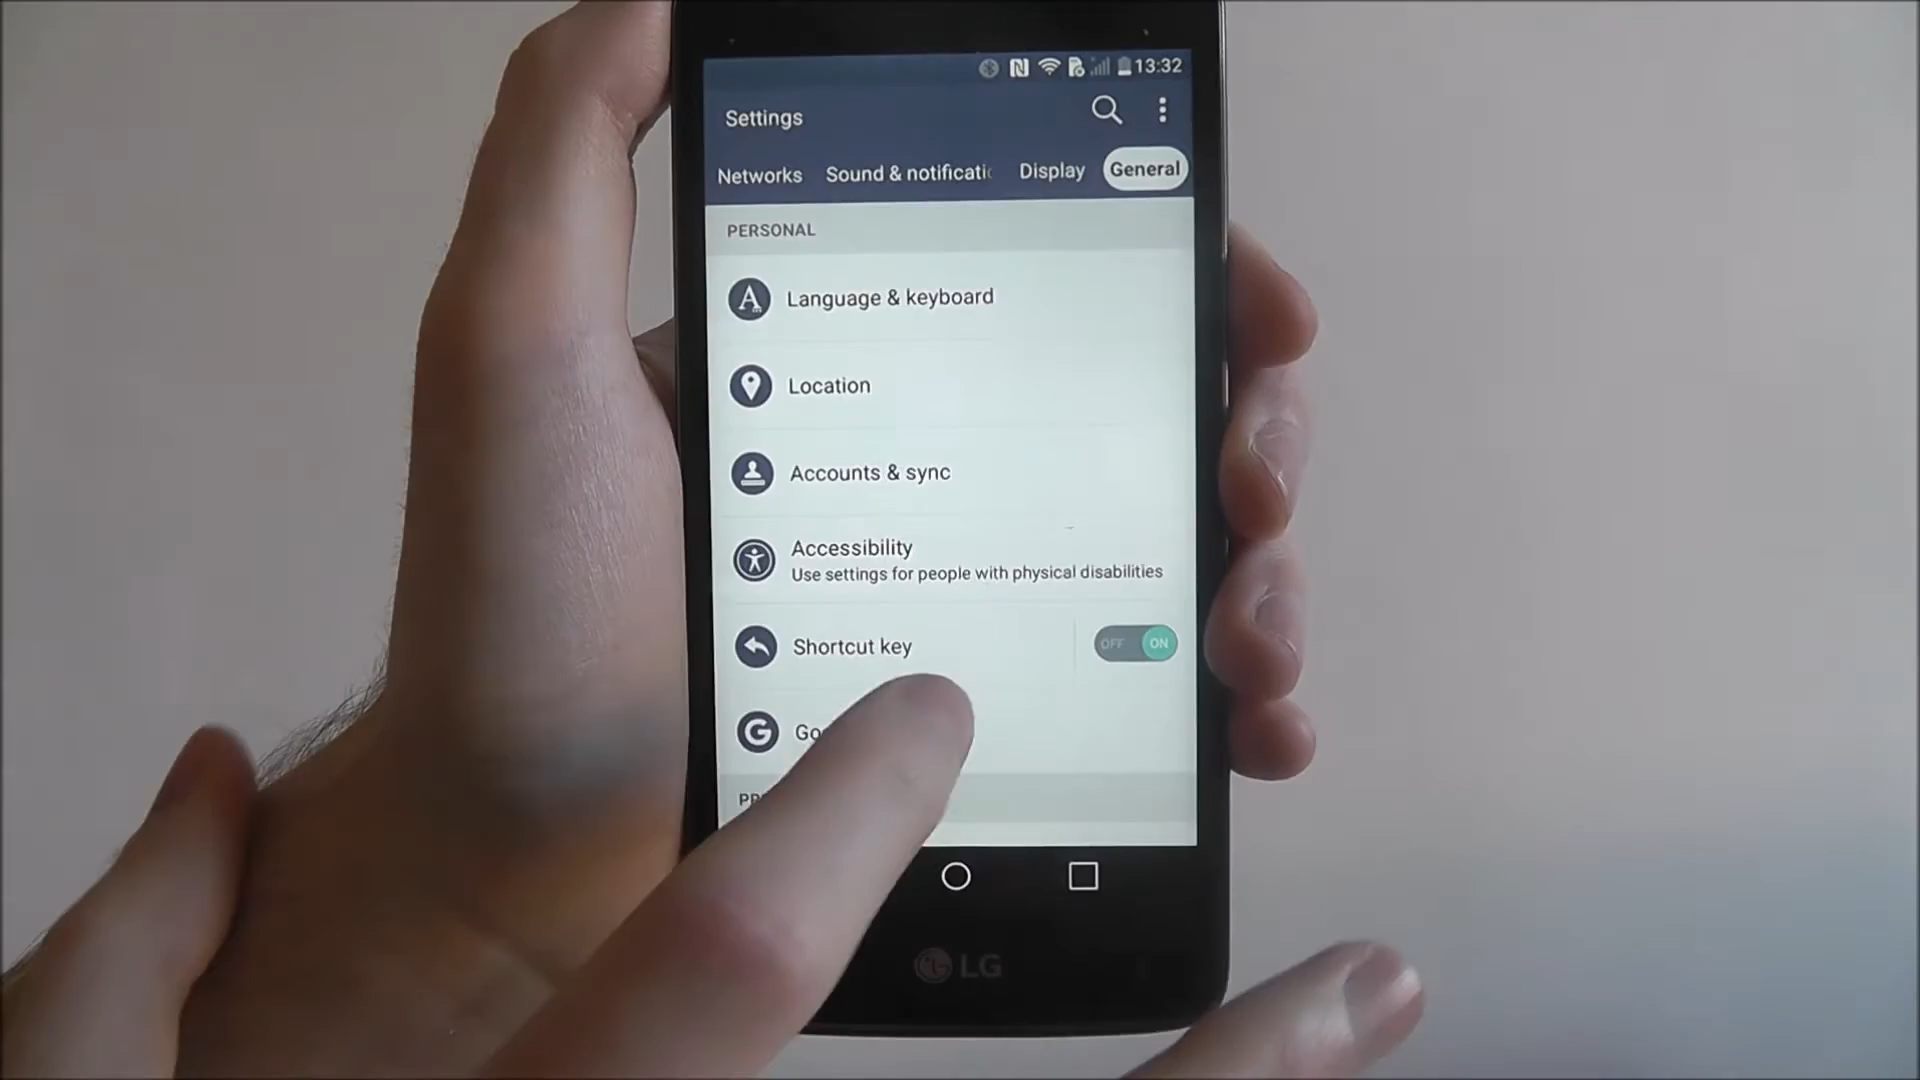 13:32
Settings
Networks Sound & notificati Display General
PERSONAL
Language & keyboard
Location
Accounts & sync
Accessibility
Use settings for people with physical disabilities
Shortcut key OFF ON
G
LG